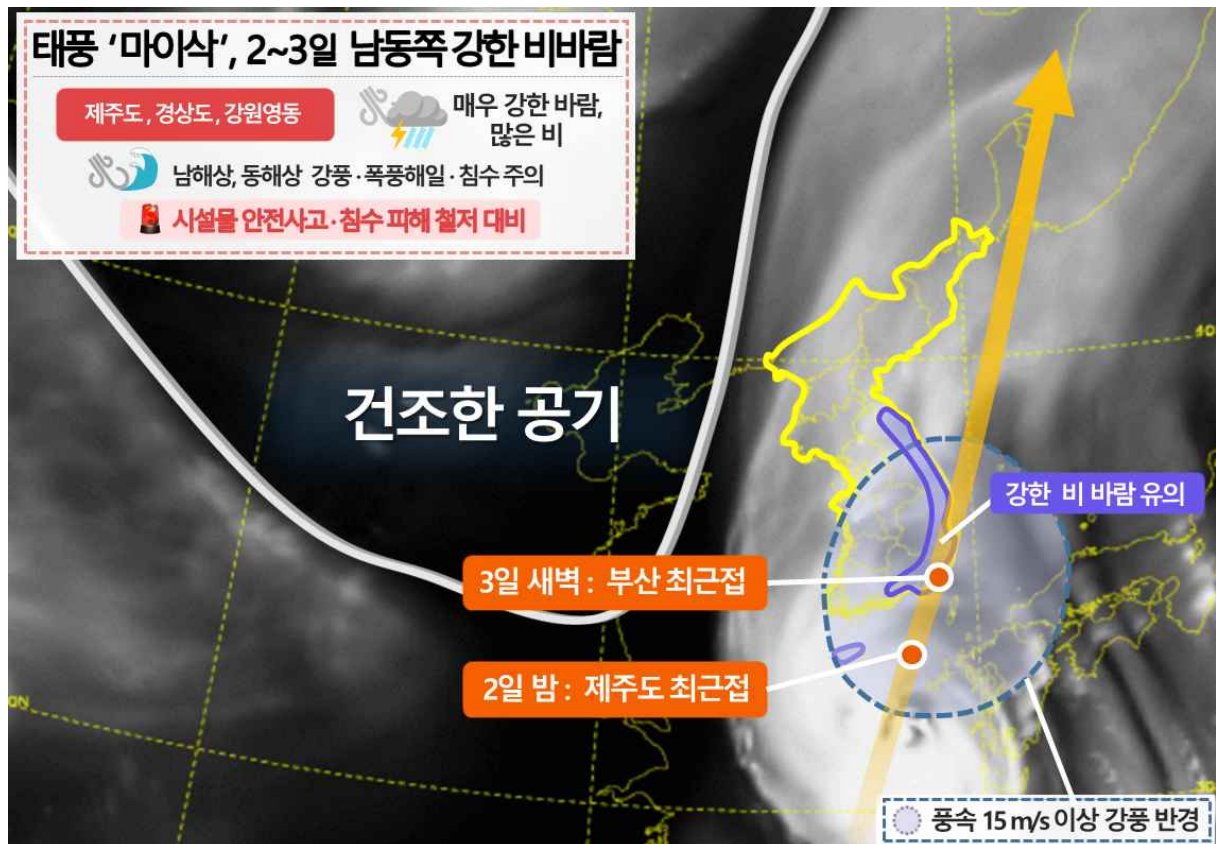 태풍 ‘마이삭’, 2~3일 남동쪽 강한 비바람
제주도, 경상도, 강원영동
매우 강한 바람,
많은 비
남해상, 동해상 강풍·폭풍해일·침수 주의
시설물 안전사고·침수 피해 철저 대비
40
건조한 공기
강한 비 바람 유의
3일 새벽 : 부산 최근접
2일 밤 : 제주도 최근접
0N
30
풍속 15 m/s 이상 강풍 반경